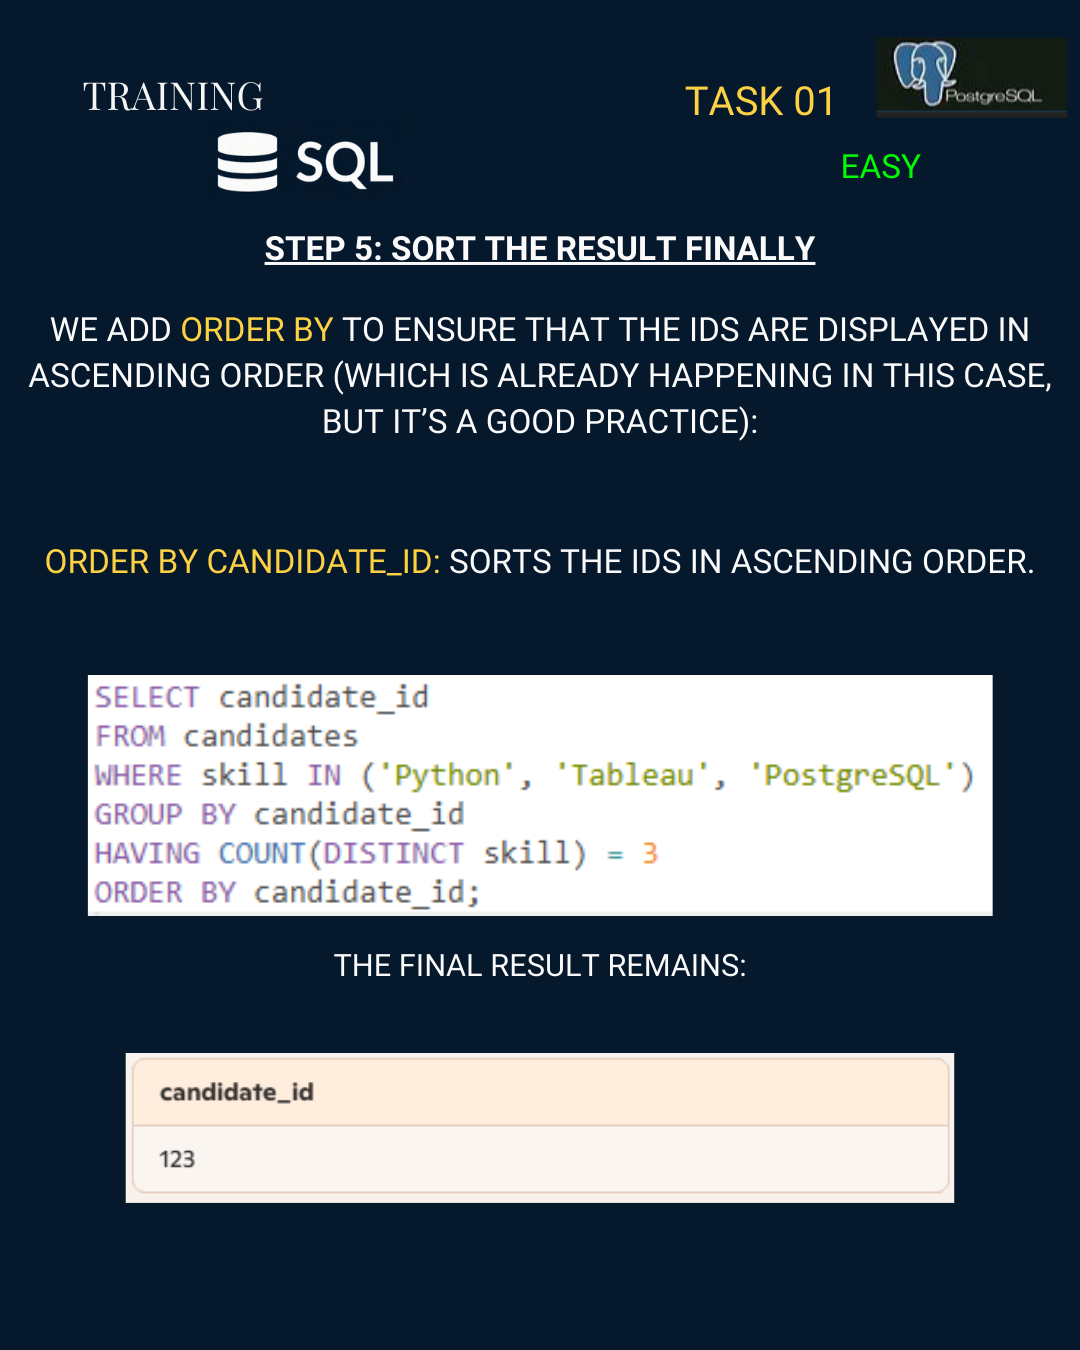 TRAINING
SQL
TASK 01
PostgreSQL
EASY
STEP 5: SORT THE RESULT FINALLY
WE ADD ORDER BY TO ENSURE THAT THE IDS ARE DISPLAYED IN
ASCENDING ORDER (WHICH IS ALREADY HAPPENING IN THIS CASE,
BUT IT’S A GOOD PRACTICE):
ORDER BY CANDIDATE_ID: SORTS THE IDS IN ASCENDING ORDER.
SELECT candidate_id
FROM candidates
WHERE skill IN ('Python', 'Tableau', 'PostgreSQL')
GROUP BY candidate_id
HAVING COUNT(DISTINCT skill) = 3
ORDER BY candidate_id;
THE FINAL RESULT REMAINS:
candidate_id
123